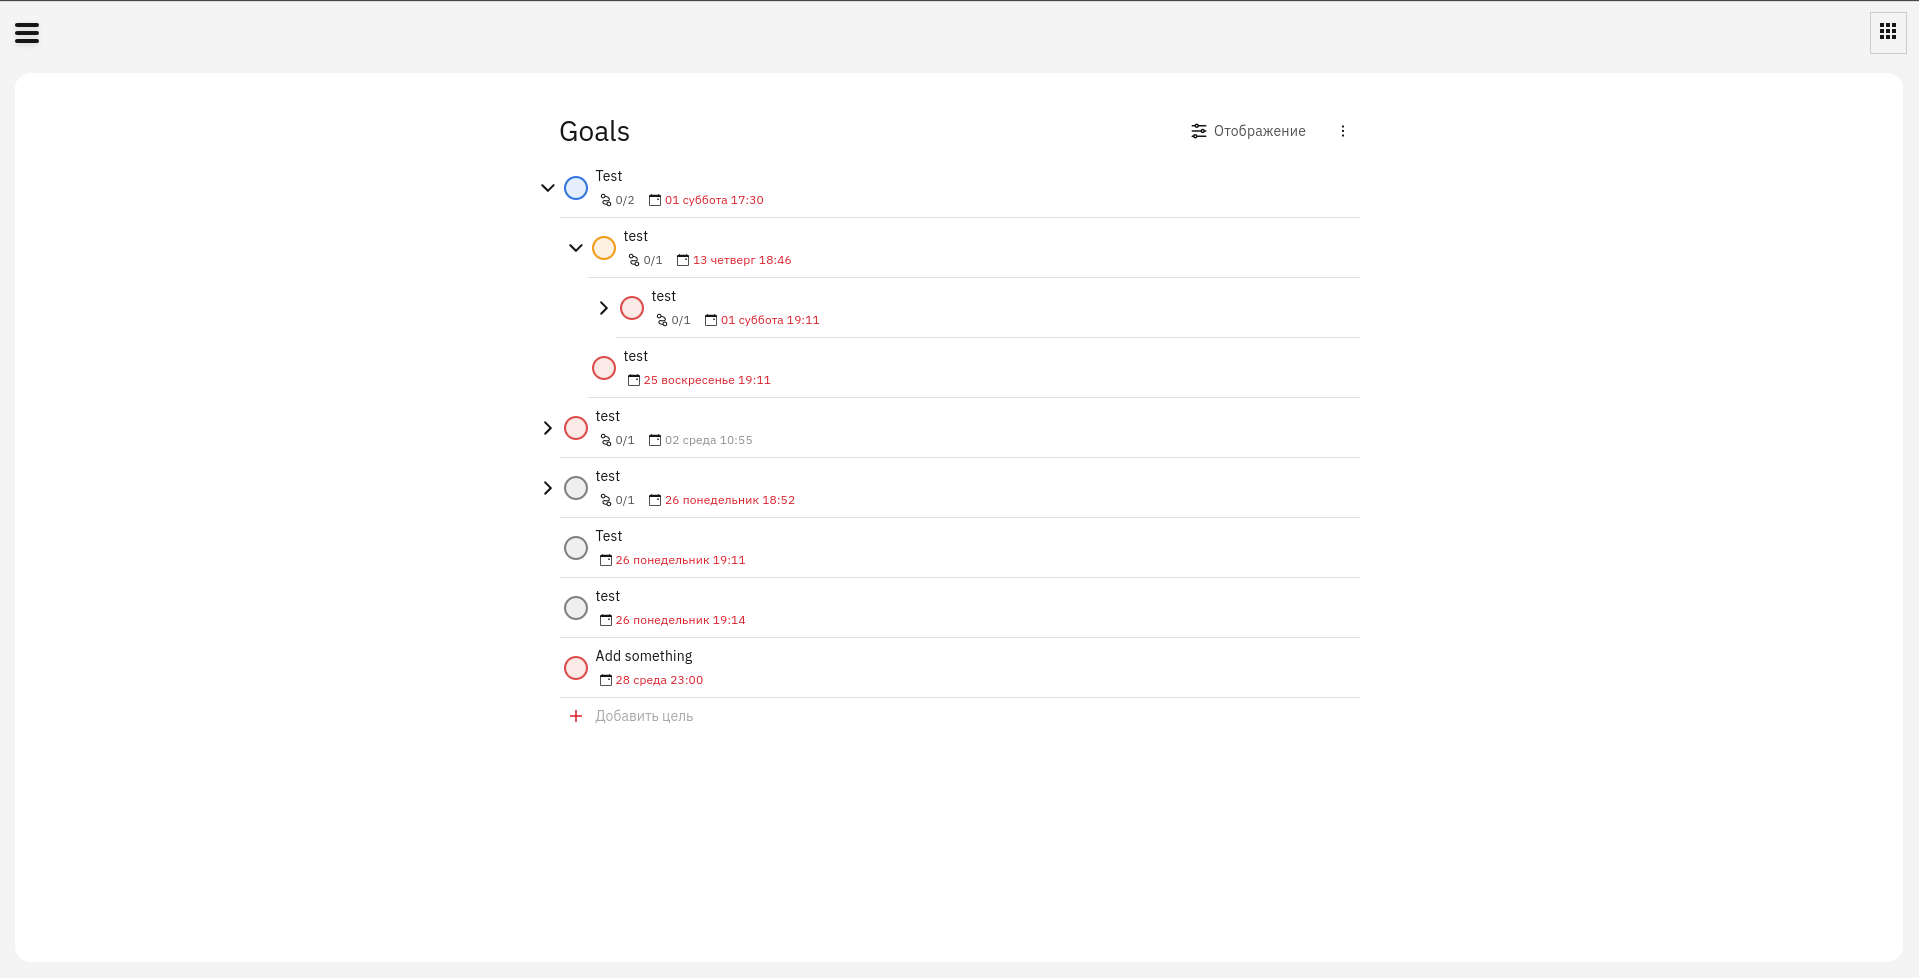 Goals
Отображение
Test
0/2 01 суббота 17:30
test
0/1 13 четверг 18:46
test
0/1 01 суббота 19:11
test
25 воскресенье 19:11
test
0/1 02 среда 10:55
test
0/1 26 понедельник 18:52
Test
26 понедельник 19:11
test
26 понедельник 19:14
Add something
28 среда 23:00
Добавить цель